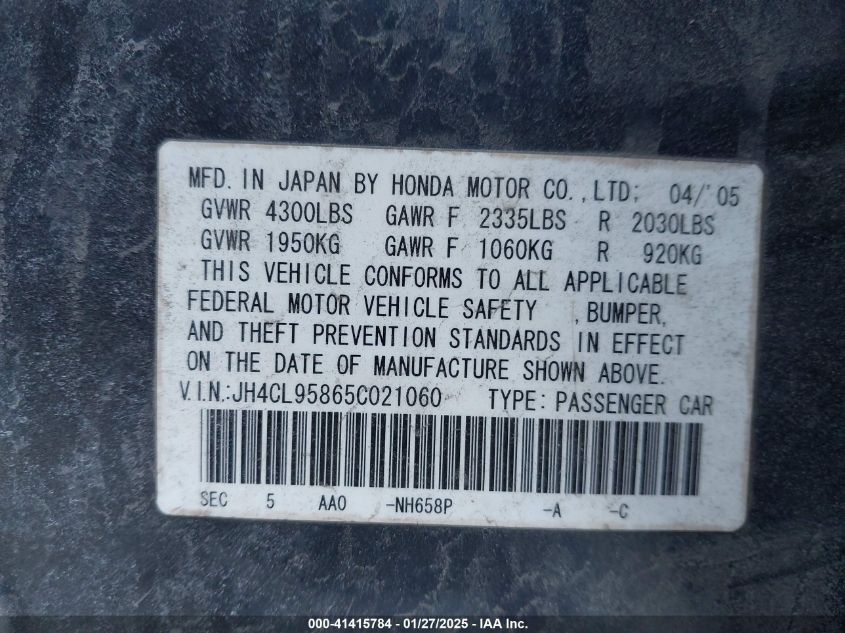 MFD. IN JAPAN BY HONDA MOTOR CO.,LTD; 04/'05
GVWR 4300LBS GAWR F 2335LBS R 2030LBS
GVWR 1950KG GAWR F 1060KG R 920KG
THIS VEHICLE CONFORMS TO ALL APPLICABLE
FEDERAL MOTOR VEHICLE SAFETY ,BUMPER,
AND THEFT PREVENTION STANDARDS IN EFFECT
ON THE DATE OF MANUFACTURE SHOWN ABOVE.
V.I.N.:JH4CL95865C021060 TYPE: PASSENGER CAR
SEC 5 AAO -NH658P -A -C
000-41415784 — 01/27/2025 — IAA Inc.